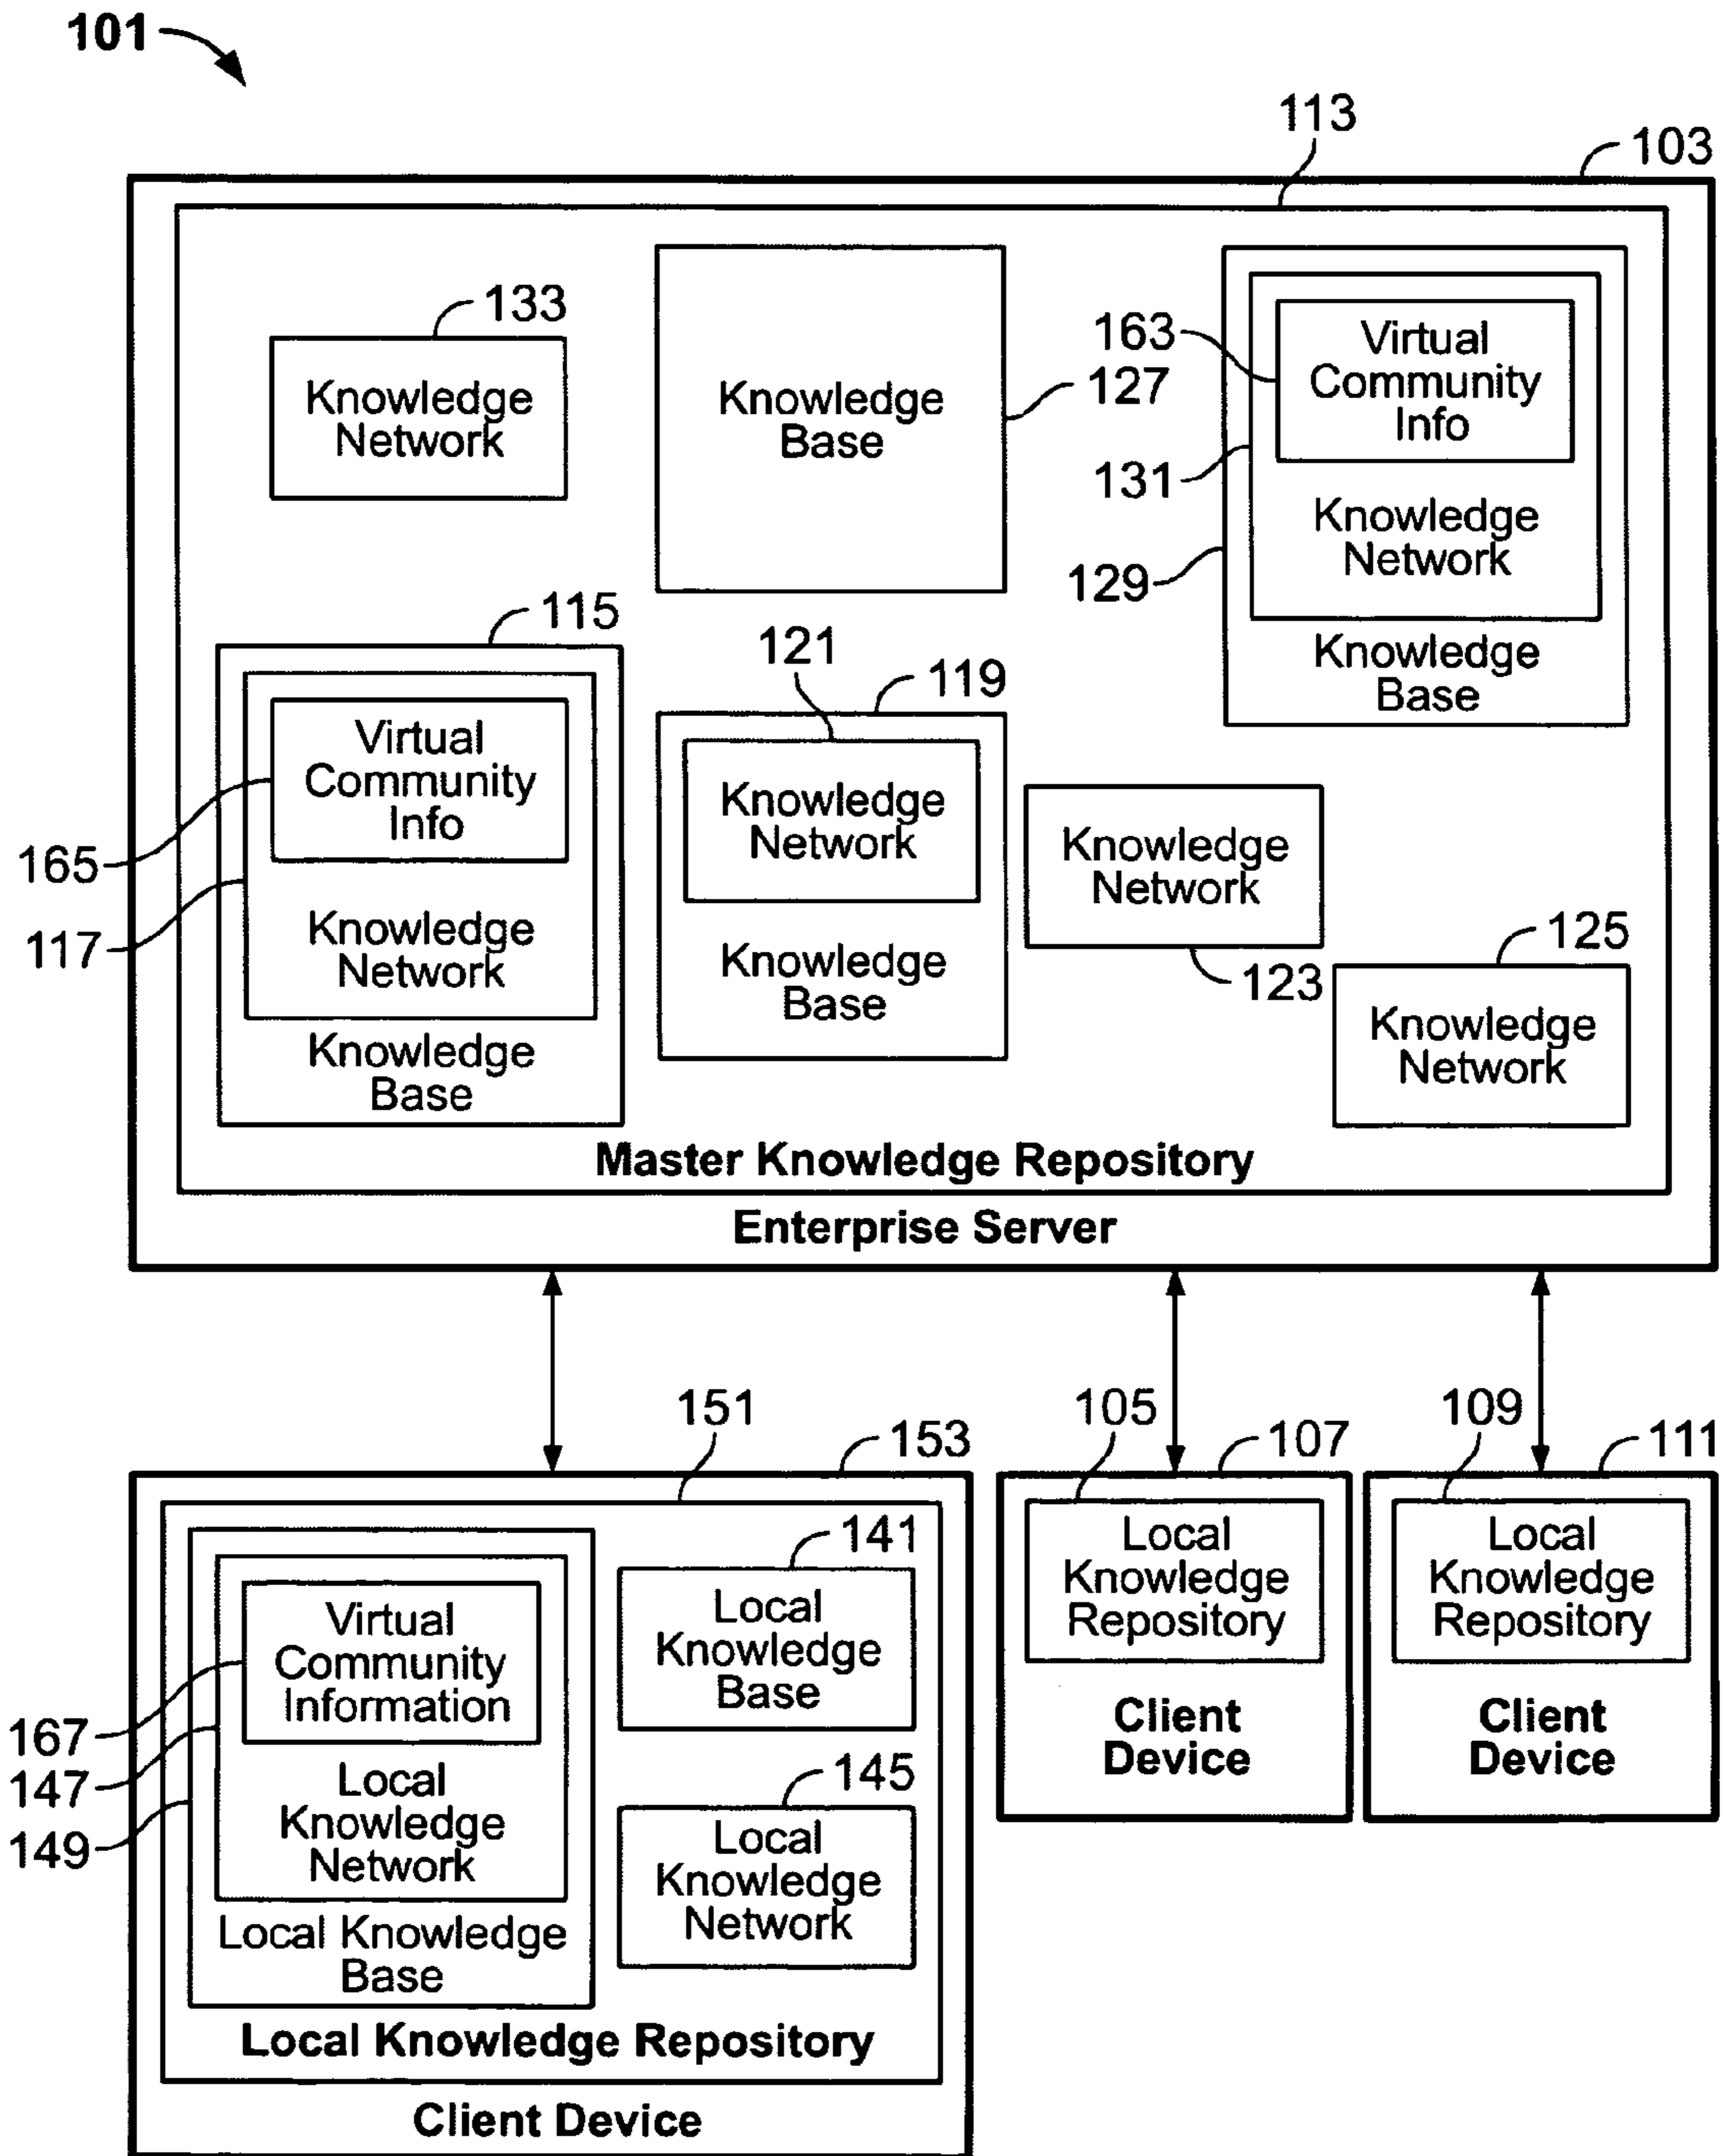 101
113
103
133
Knowledge
Network
Knowledge
Base
127
163
Virtual
Community
Info
131
Knowledge
Network
129
Knowledge
Base
115
165
Virtual
Community
Info
117
Knowledge
Network
Knowledge
Base
121
119
Knowledge
Network
Knowledge
Base
Knowledge
Network
123
125
Knowledge
Network
Master Knowledge Repository
Enterprise Server
151
153
167
Virtual
Community
Information
147
Local
Knowledge
Network
149
Local Knowledge
Base
141
Local
Knowledge
Base
145
Local
Knowledge
Network
Local Knowledge Repository
Client Device
105
107
Local
Knowledge
Repository
Client
Device
109
111
Local
Knowledge
Repository
Client
Device